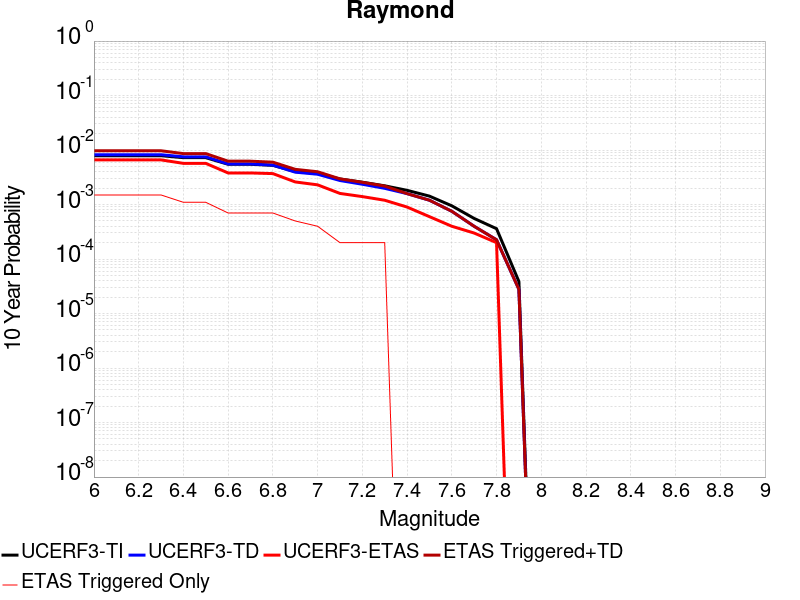 Raymond
10 0
10 -1
10 -2
10 -3
10 -4
10 -5
10 -6
10 -7
10 -8
10 Year Probability
6 6.2 6.4 6.6 6.8 7 7.2 7.4 7.6 7.8 8 8.2 8.4 8.6 8.8 9
Magnitude
UCERF3-TI UCERF3-TD UCERF3-ETAS ETAS Triggered+TD
ETAS Triggered Only